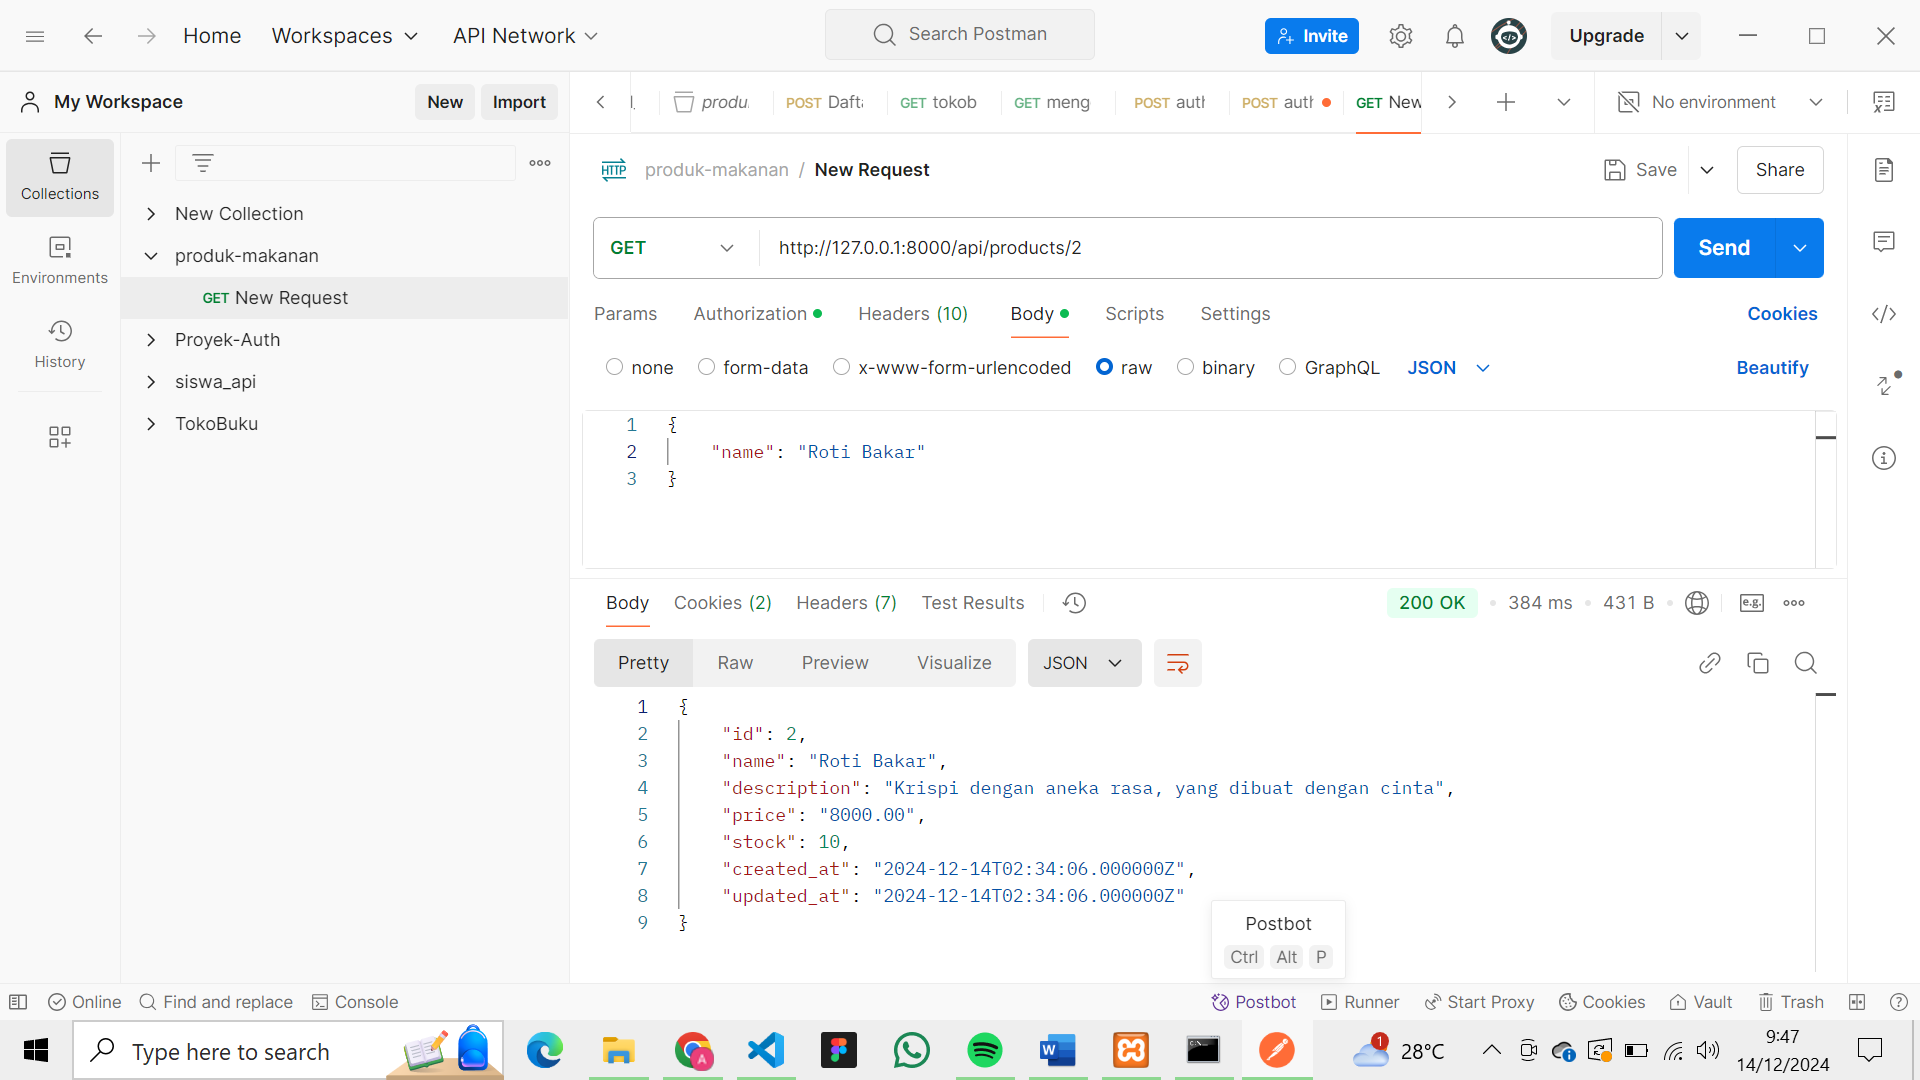 Home Workspaces API Network Search Postman Invite Upgrade
My Workspace New Import produ POST Dafta GET tokob GET meng POST auth POST auth GET New No environment
Collections
Environments
History
New Collection
produk-makanan
GET New Request
Proyek-Auth
siswa_api
TokoBuku
HTTP produk-makanan / New Request Save Share
GET http://127.0.0.1:8000/api/products/2 Send
Params Authorization Headers (10) Body Scripts Settings Cookies
none form-data x-www-form-urlencoded raw binary GraphQL JSON Beautify
1 {
2 "name": "Roti Bakar"
3 }
Body Cookies (2) Headers (7) Test Results 200 OK 384 ms 431 B e.g.
Pretty Raw Preview Visualize JSON
1 {
2 "id": 2,
3 "name": "Roti Bakar",
4 "description": "Krispi dengan aneka rasa, yang dibuat dengan cinta",
5 "price": "8000.00",
6 "stock": 10,
7 "created_at": "2024-12-14T02:34:06.000000Z",
8 "updated_at": "2024-12-14T02:34:06.000000Z"
9 }
Postbot
Ctrl Alt P
Online Find and replace Console Postbot Runner Start Proxy Cookies Vault Trash
Type here to search A W 1 28°C 9:47
14/12/2024